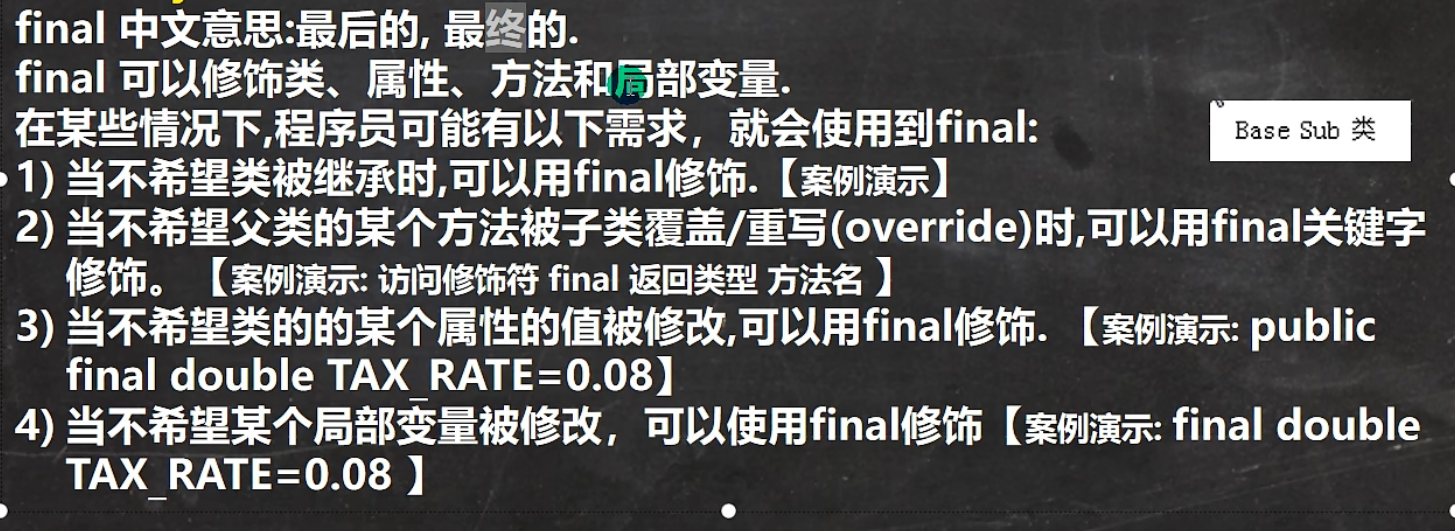 final 中文意思:最后的, 最终的.
final 可以修饰类、属性、方法和局部变量.
在某些情况下,程序员可能有以下需求，就会使用到final:
Base Sub 类
1) 当不希望类被继承时,可以用final修饰.【案例演示】
2) 当不希望父类的某个方法被子类覆盖/重写(override)时,可以用final关键字
修饰。【案例演示: 访问修饰符 final 返回类型 方法名 】
3) 当不希望类的的某个属性的值被修改,可以用final修饰. 【案例演示: public
final double TAX_RATE=0.08】
4) 当不希望某个局部变量被修改，可以使用final修饰【案例演示: final double
TAX_RATE=0.08 】